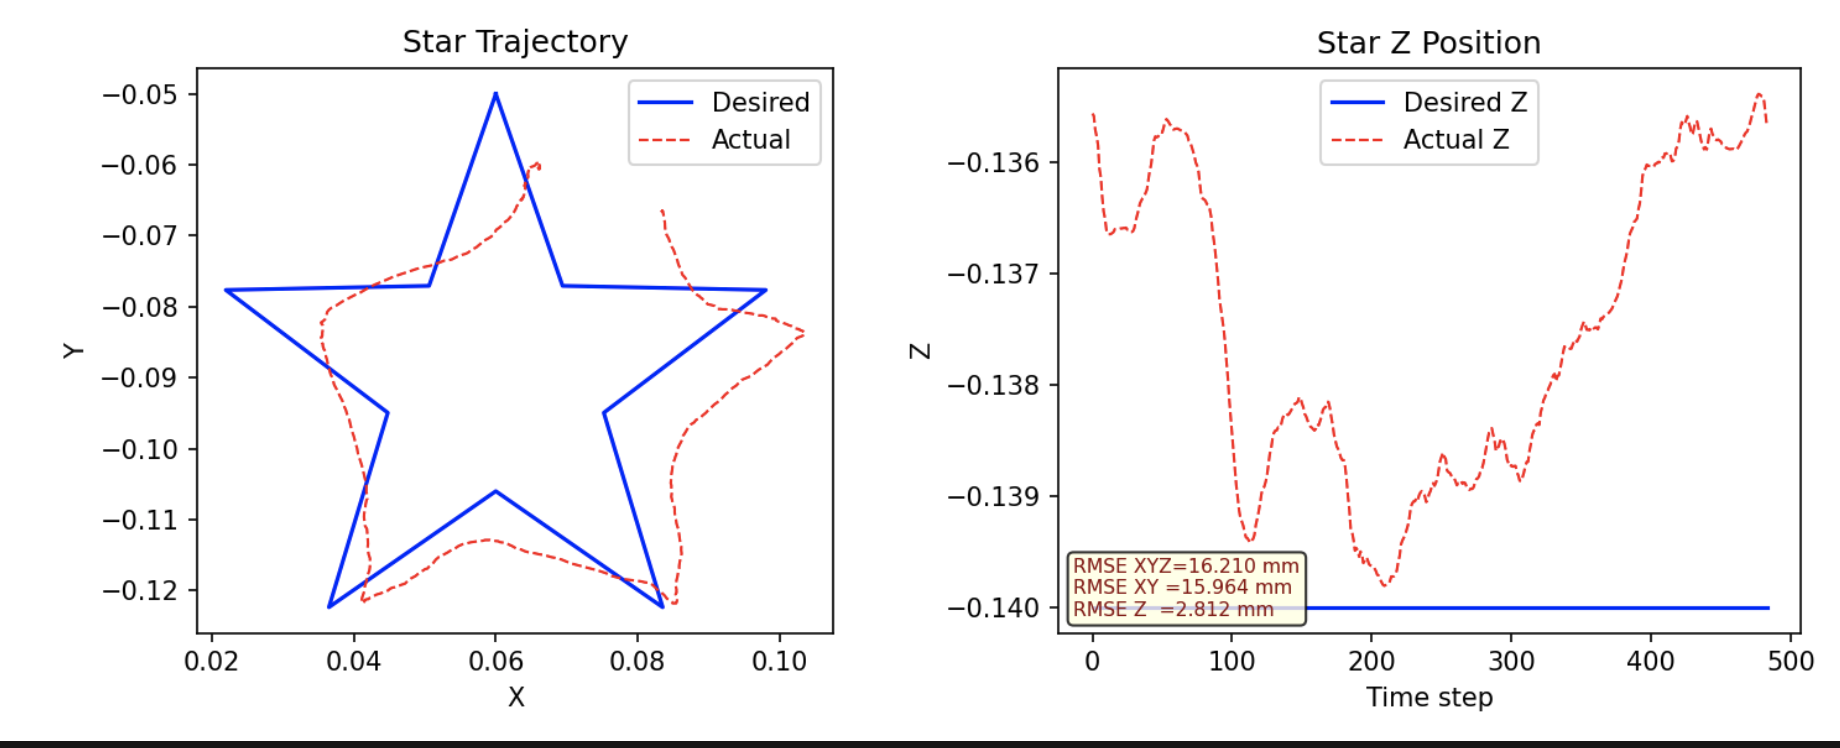 Star Trajectory
Desired
Actual
−0.05
−0.06
−0.07
−0.08
−0.09
−0.10
−0.11
−0.12
Y
0.02 0.04 0.06 0.08 0.10
X
Star Z Position
Desired Z
Actual Z
−0.136
−0.137
−0.138
−0.139
−0.140
Z
RMSE XYZ=16.210 mm
RMSE XY =15.964 mm
RMSE Z =2.812 mm
0 100 200 300 400 500
Time step